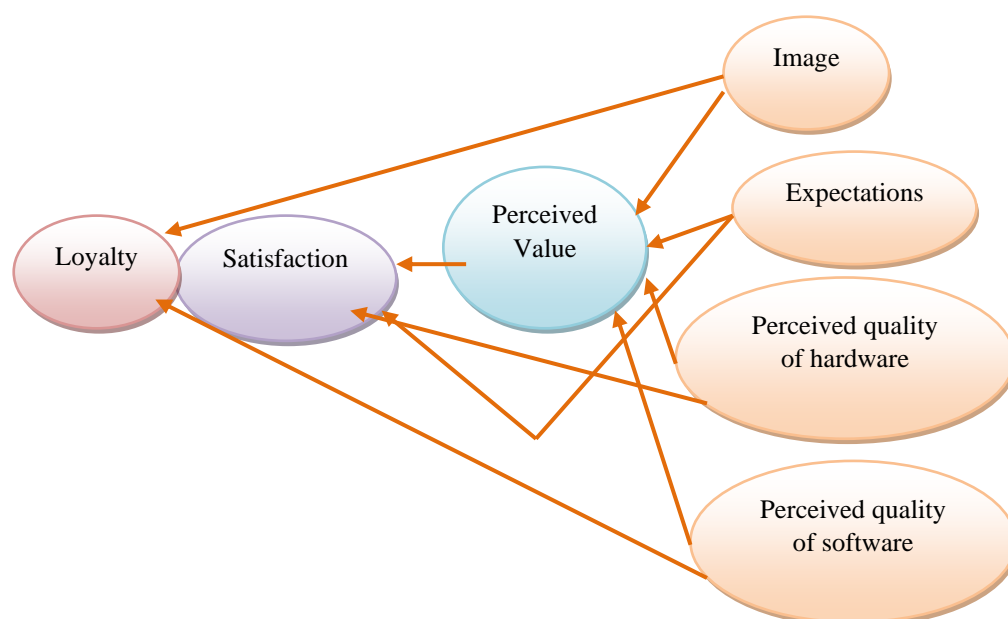 Image
Expectations
Perceived
Value
Loyalty
Satisfaction
Perceived quality
of hardware
Perceived quality
of software